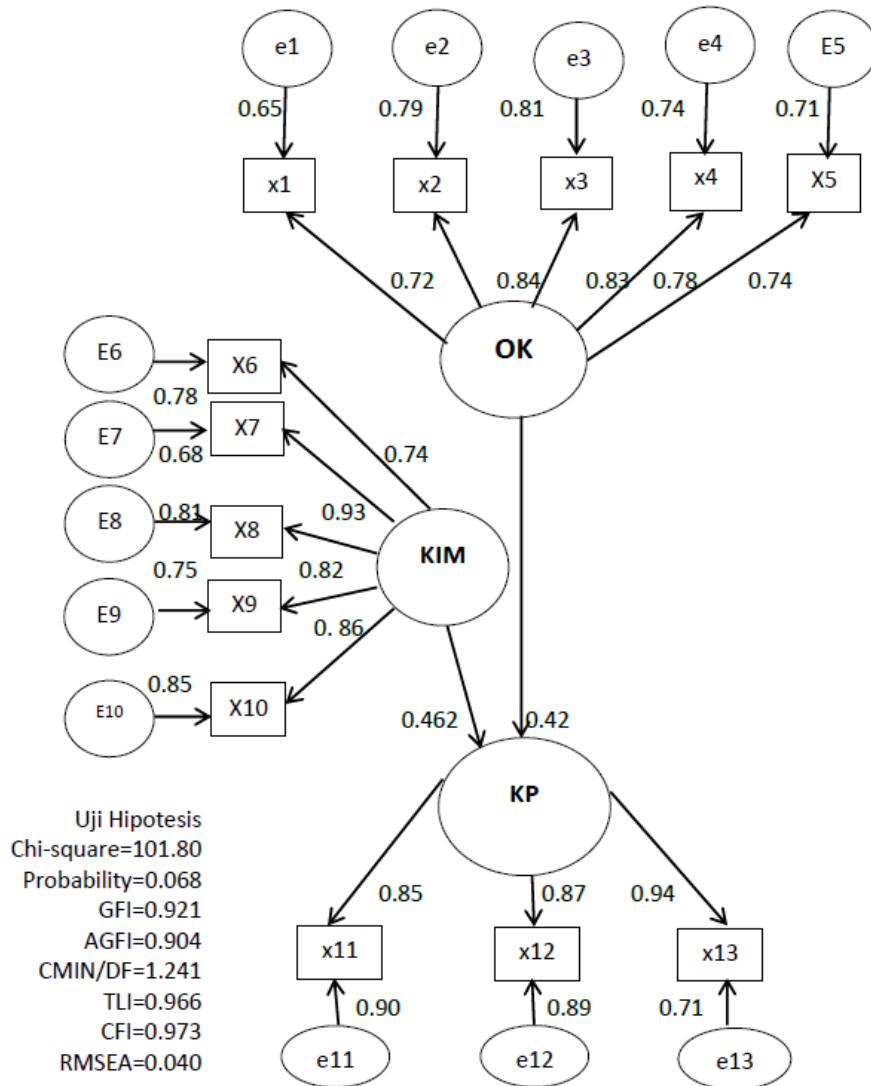 e1 e2 e3 e4 E5
0.65 0.79 0.81 0.74 0.71
x1 x2 x3 x4 X5
0.72 0.84 0.83 0.78 0.74
OK
E6 X6
0.78
E7 X7
0.68 0.74
E8 0.81 X8 0.93
KIM
0.75 0.82
E9 X9
0. 86
0.85
E10 X10
0.462 0.42
KP
Uji Hipotesis
Chi-square=101.80
Probability=0.068
GFI=0.921
AGFI=0.904
CMIN/DF=1.241
TLI=0.966
CFI=0.973
RMSEA=0.040
0.85 0.87 0.94
x11 x12 x13
0.90 0.89 0.71
e11 e12 e13